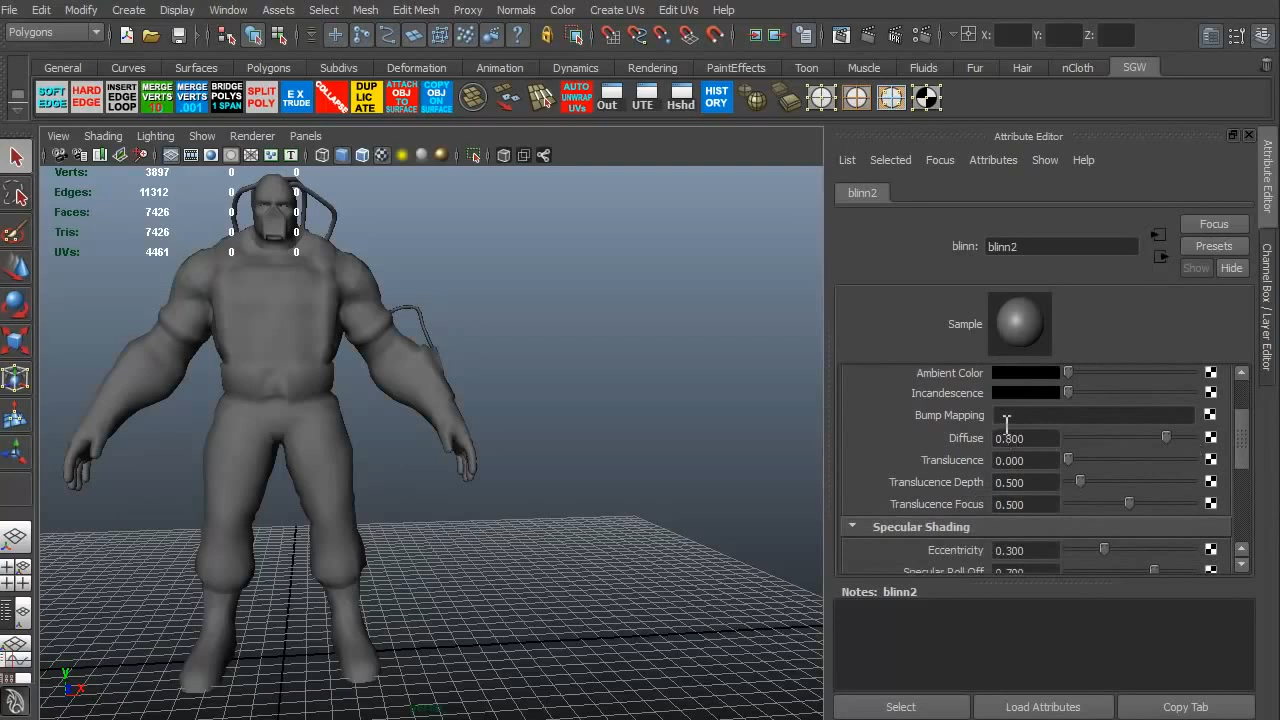 File Edit Modify Create Display Window Assets Select Mesh Edit Mesh Proxy Normals Color Create UVs Edit UVs Help
Polygons X: Y: Z:
General Curves Surfaces Polygons Subdivs Deformation Animation Dynamics Rendering PaintEffects Toon Muscle Fluids Fur Hair nCloth SGW
SOFT EDGE
HARD EDGE
INSERT EDGE LOOP
MERGE VERTS 10
MERGE VERTS .001
BRIDGE POLYS 1 SPAN
SPLIT POLY
EX TRUDE
COLLAPSE
DUP LIC ATE
ATTACH OBJ TO SURFACE
COPY OBJ ON SURFACE
AUTO UNWRAP UVs
Out
UTE
Hshd
HIST ORY
View Shading Lighting Show Renderer Panels
Verts: 3897 0 0
Edges: 11312 0 0
Faces: 7426 0 0
Tris: 7426 0 0
UVs: 4461 0 0
y
x
Attribute Editor
List Selected Focus Attributes Show Help
blinn2
blinn: blinn2
Focus
Presets
Show Hide
Sample
Ambient Color
Incandescence
Bump Mapping
Diffuse 0.800
Translucence 0.000
Translucence Depth 0.500
Translucence Focus 0.500
Specular Shading
Eccentricity 0.300
Specular Roll Off 0.700
Notes: blinn2
Select Load Attributes Copy Tab
Attribute Editor
Channel Box / Layer Editor